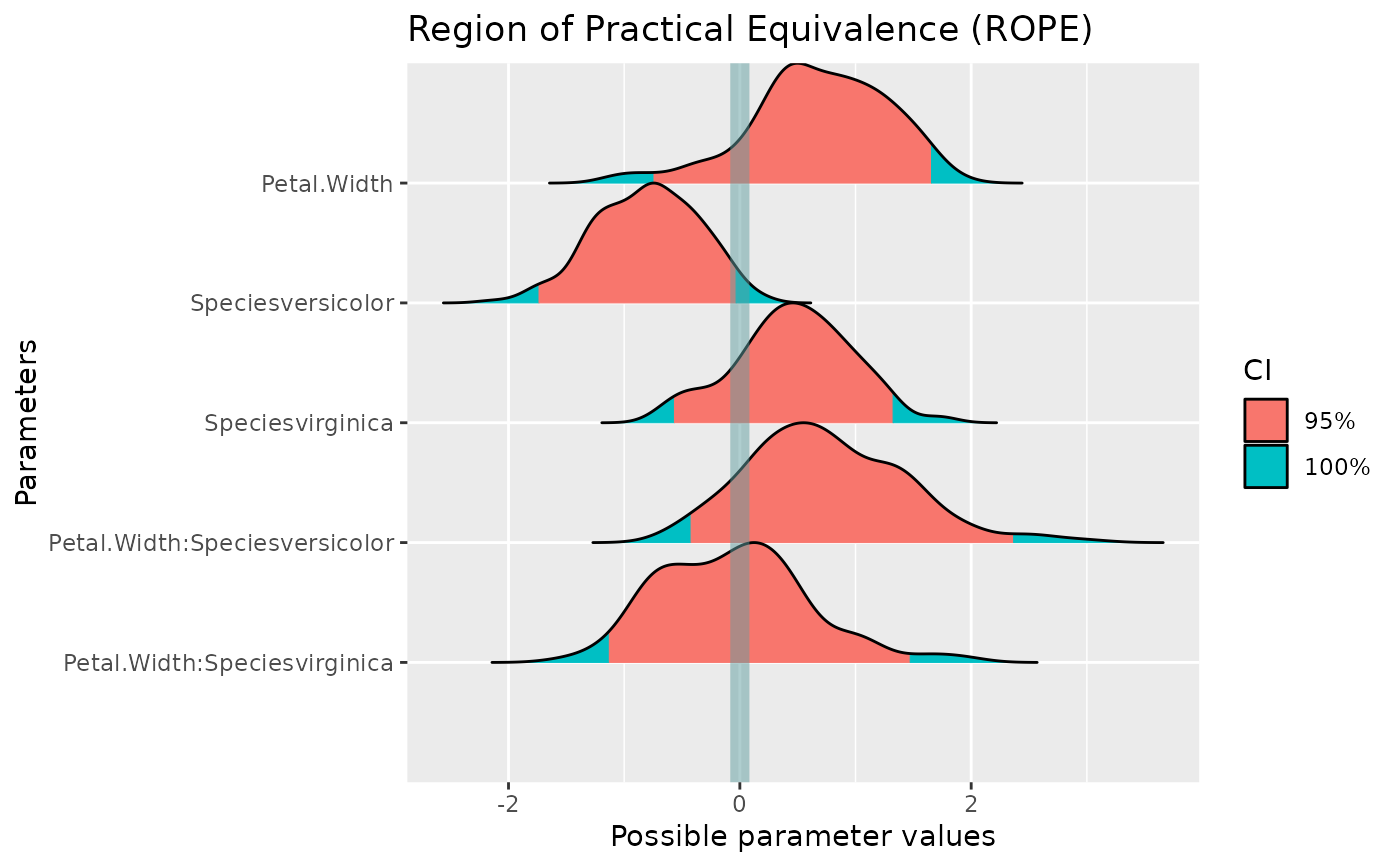 Region of Practical Equivalence (ROPE)
Petal.Width
Speciesversicolor
Speciesvirginica
Petal.Width:Speciesversicolor
Petal.Width:Speciesvirginica
Parameters
-2
0
2
Possible parameter values
CI
95%
100%